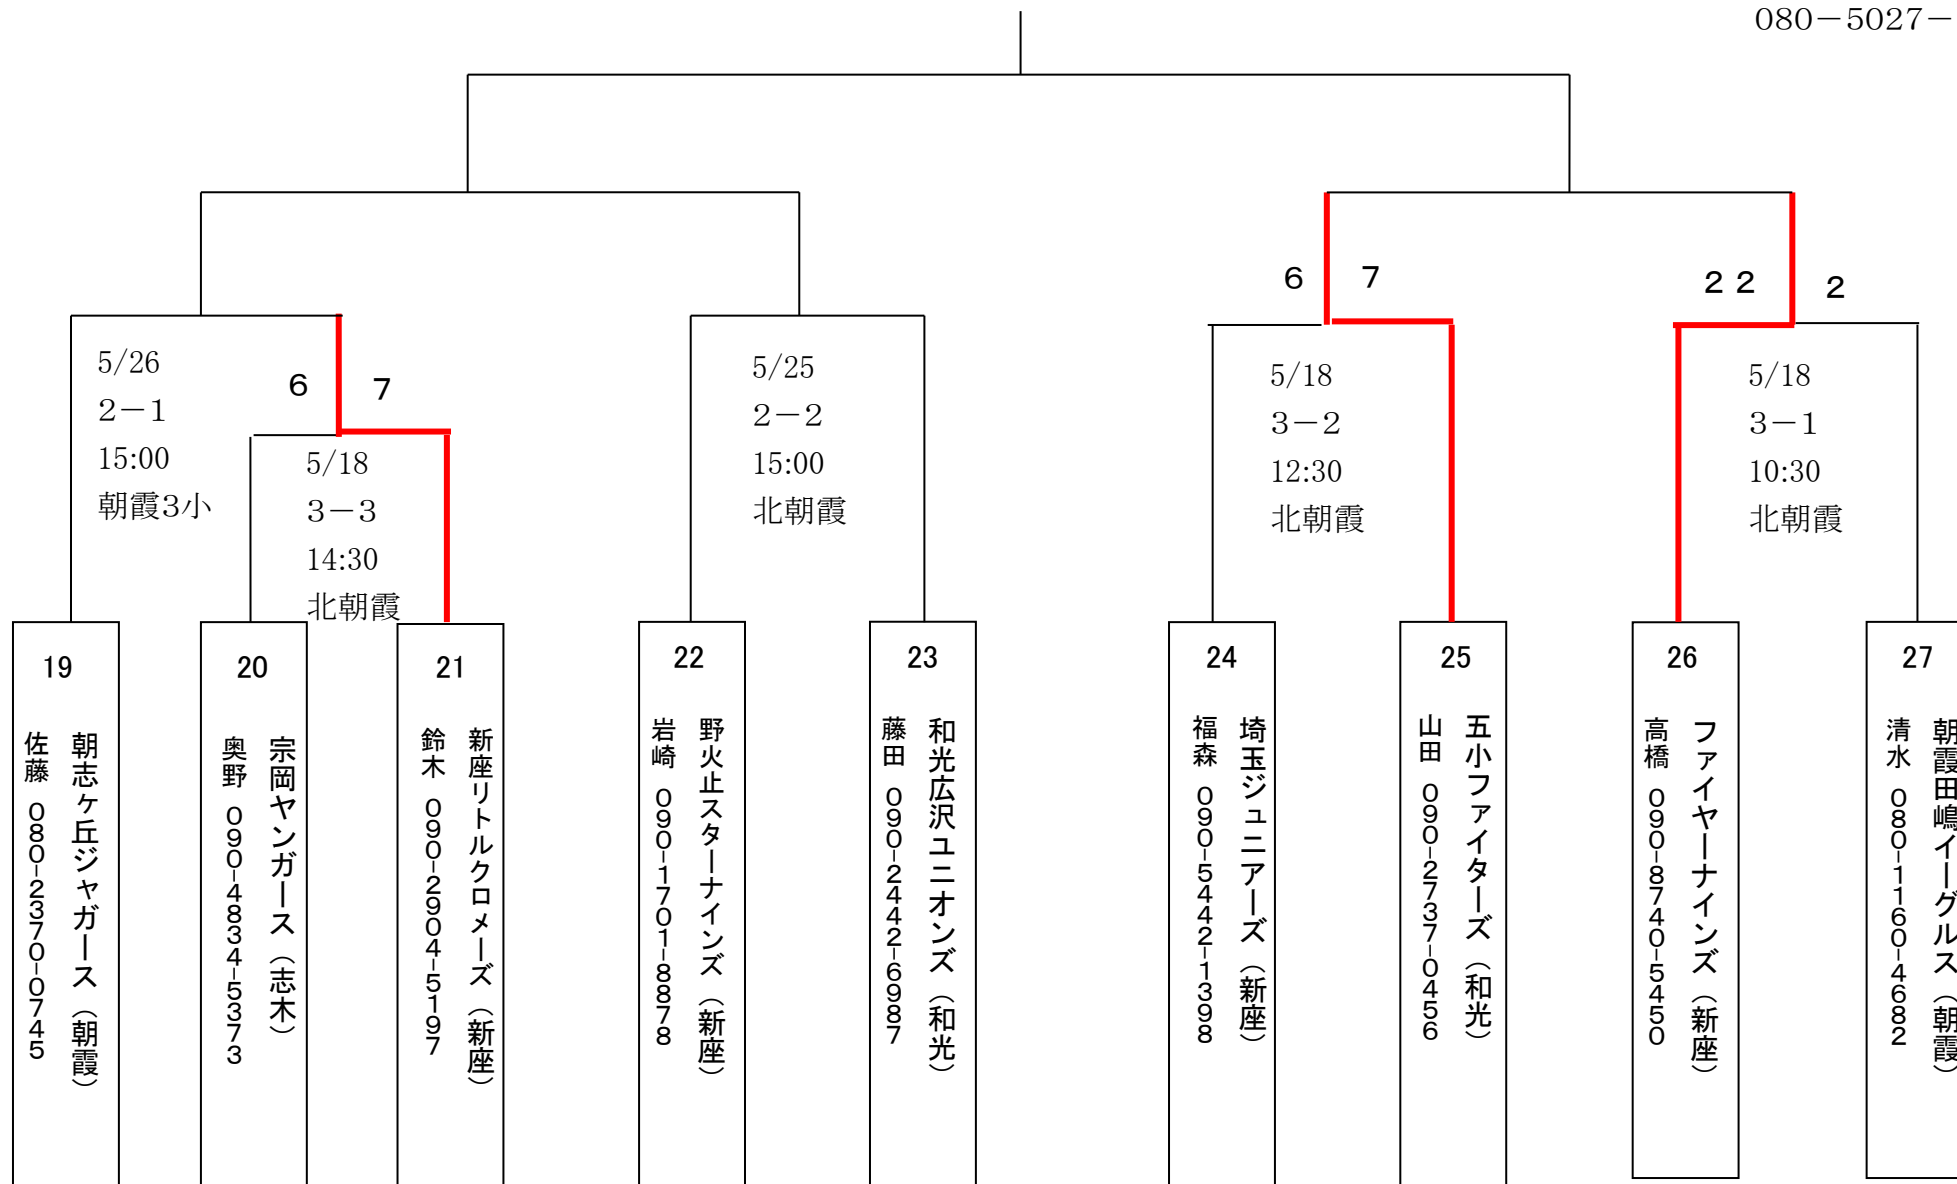 080－5027－
6
7
２２
2
5/26
２－１
15:00
朝霞3小
6
7
5/18
３－３
14:30
北朝霞
5/25
２－２
15:00
北朝霞
5/18
３－２
12:30
北朝霞
5/18
３－１
10:30
北朝霞
19
朝志ヶ丘ジャガース（朝霞）
佐藤 080-2370-0745
20
宗岡ヤンガース（志木）
奥野 090-4834-5373
21
新座リトルクロメーズ（新座）
鈴木 090-2904-5197
22
野火止スターナインズ（新座）
岩崎 090-1701-8878
23
和光広沢ユニオンズ（和光）
藤田 090-2442-6987
24
埼玉ジュニアーズ（新座）
福森 090-5442-1398
25
五小ファイターズ（和光）
山田 090-2737-0456
26
ファイヤーナインズ（新座）
高橋 090-8740-5450
27
朝霞田嶋イーグルス（朝霞）
清水 080-1160-4682